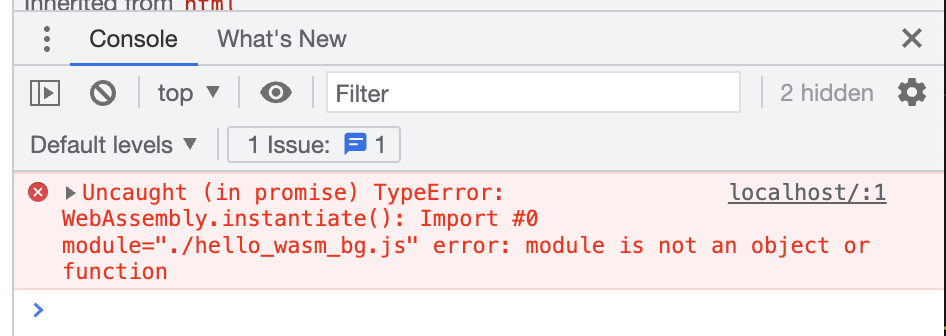 Inherited from html
Console What's New
top Filter 2 hidden
Default levels 1 Issue: 1
Uncaught (in promise) TypeError: localhost/:1
WebAssembly.instantiate(): Import #0
module="./hello_wasm_bg.js" error: module is not an object or
function